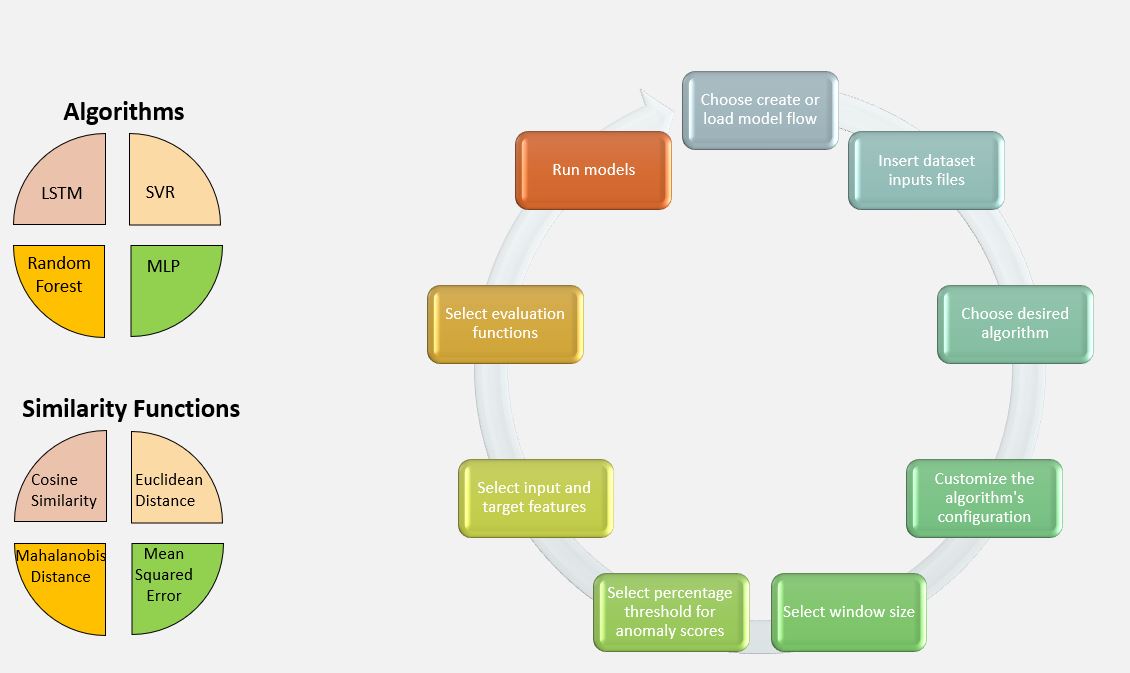 Algorithms
LSTM
SVR
Random
Forest
MLP
Similarity Functions
Cosine
Similarity
Euclidean
Distance
Mahalanobis
Distance
Mean
Squared
Error
Choose create or
load model flow
Insert dataset
inputs files
Choose desired
algorithm
Customize the
algorithm's
configuration
Select window size
Select percentage
threshold for
anomaly scores
Select input and
target features
Select evaluation
functions
Run models